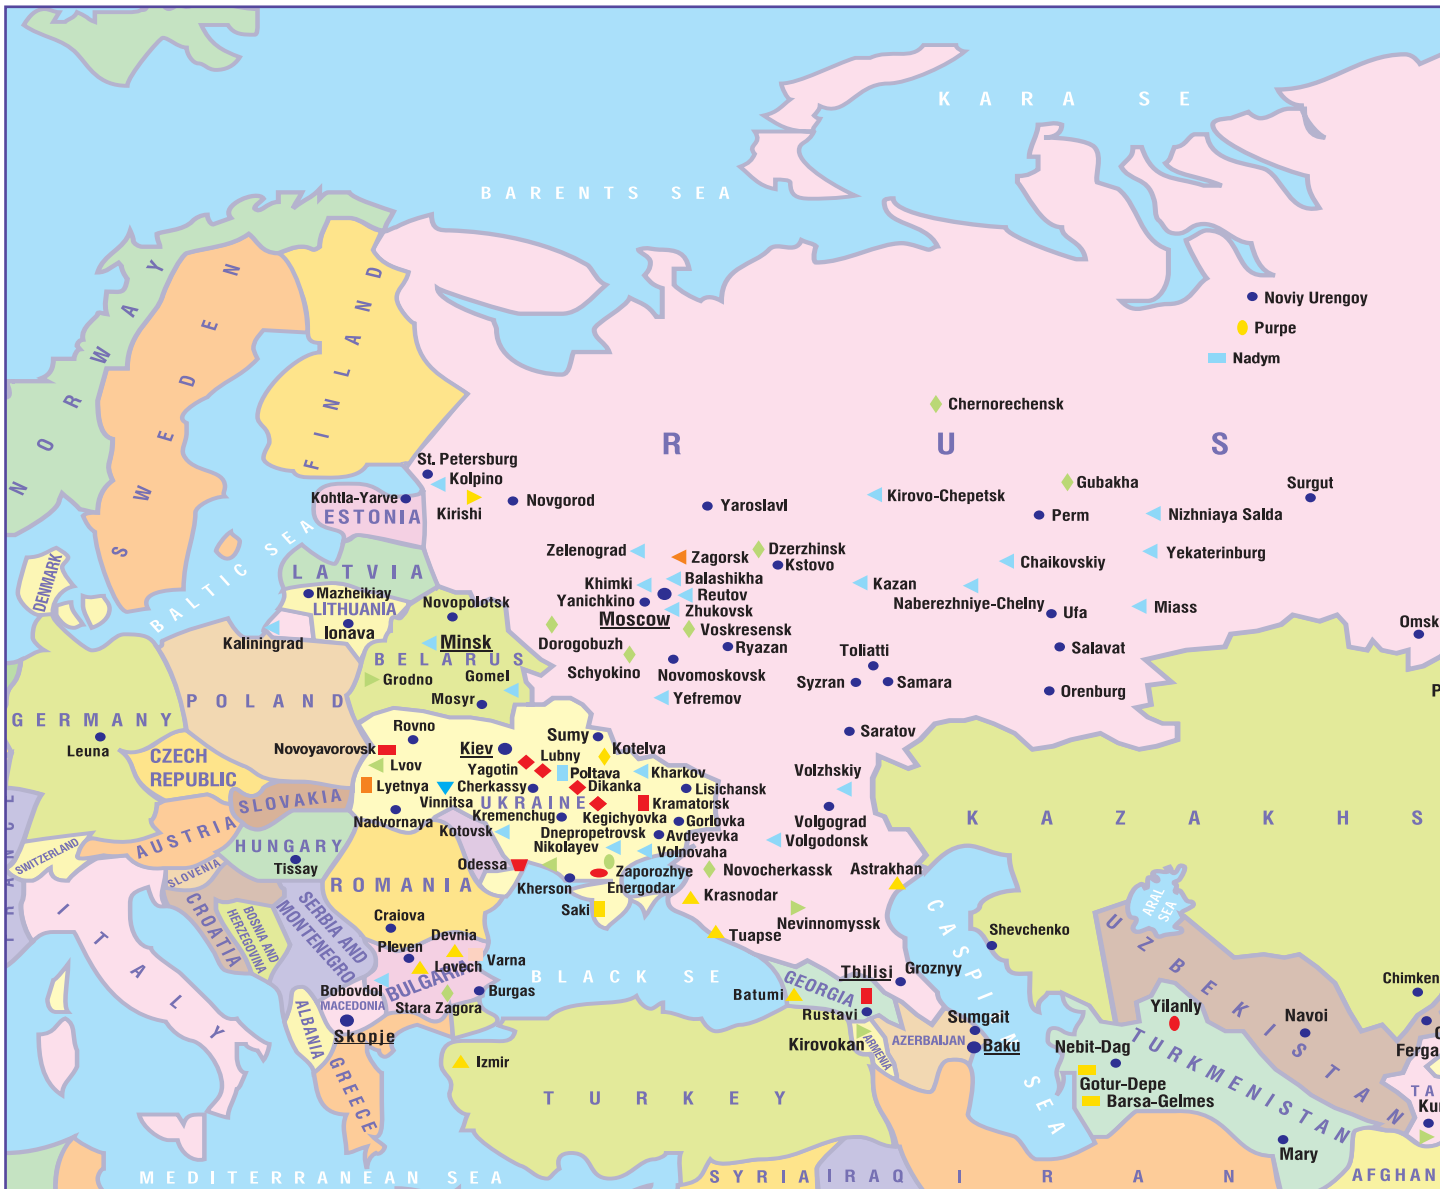 KARA SE
BARENTS SEA
NORWAY
SWEDEN
FINLAND
Noviy Urengoy
Purpe
Nadym
Chernorechensk
R U S
St. Petersburg
Kolpino
Kirishi
Novgorod
Kohtla-Yarve
ESTONIA
Yaroslavl
Kirovo-Chepetsk
Gubakha
Perm
Surgut
Nizhniaya Salda
Zelenograd
Zagorsk
Dzerzhinsk
Kstovo
Chaikovskiy
Yekaterinburg
BALTIC SEA
DENMARK
LATVIA
Mazheikiay
LITHUANIA
Ionava
Kaliningrad
Khimki
Balashikha
Yanichkino
Reutov
Moscow
Zhukovsk
Kazan
Naberezhniye-Chelny
Ufa
Miass
Novopolotsk
Minsk
BELARUS
Grodno
Gomel
Mosyr
Dorogobuzh
Voskresensk
Ryazan
Schyokino
Novomoskovsk
Yefremov
Toliatti
Syzran
Samara
Salavat
Orenburg
Omsk
P
Saratov
GERMANY
Leuna
POLAND
CZECH
REPUBLIC
SLOVAKIA
AUSTRIA
SWITZERLAND
HUNGARY
Tissay
SLOVENIA
Rovno
Novoyavorovsk
Lvov
Lyetnya
Nadvornaya
Kiev
Sumy
Lubny
Kotelva
Yagotin
Poltava
Kharkov
Cherkassy
Dikanka
Lisichansk
Vinnitsa
UKRAINE
Kramatorsk
Kremenchug
Kegichyovka
Gorlovka
Kotovsk
Dnepropetrovsk
Avdeyevka
Nikolayev
Volnovaha
Odessa
Zaporozhye
Kherson
Energodar
Saki
Volzhskiy
Volgograd
Volgodonsk
Novocherkassk
Astrakhan
Krasnodar
Nevinnomyssk
Tuapse
KAZAKHS
ARAL
SEA
Shevchenko
CASPIAN SEA
ITALY
CROATIA
BOSNIA AND
HERZEGOVINA
SERBIA AND
MONTENEGRO
ROMANIA
Craiova
Pleven
Devnia
Lovech
Varna
Bobovdol
BULGARIA
Burgas
Stara Zagora
MACEDONIA
Skopje
ALBANIA
GREECE
BLACK SE
Izmir
TURKEY
Batumi
GEORGIA
Tbilisi
Groznyy
Rustavi
Kirovokan
ARMENIA
AZERBAIJAN
Sumgait
Baku
UZBEKISTAN
Chimken
Navoi
Ferga
Yilanly
Nebit-Dag
Gotur-Depe
Barsa-Gelmes
TURKMENISTAN
Mary
TA
Ku
MEDITERRANEAN SEA
SYRIA
IRAQ
IRAN
AFGHAN